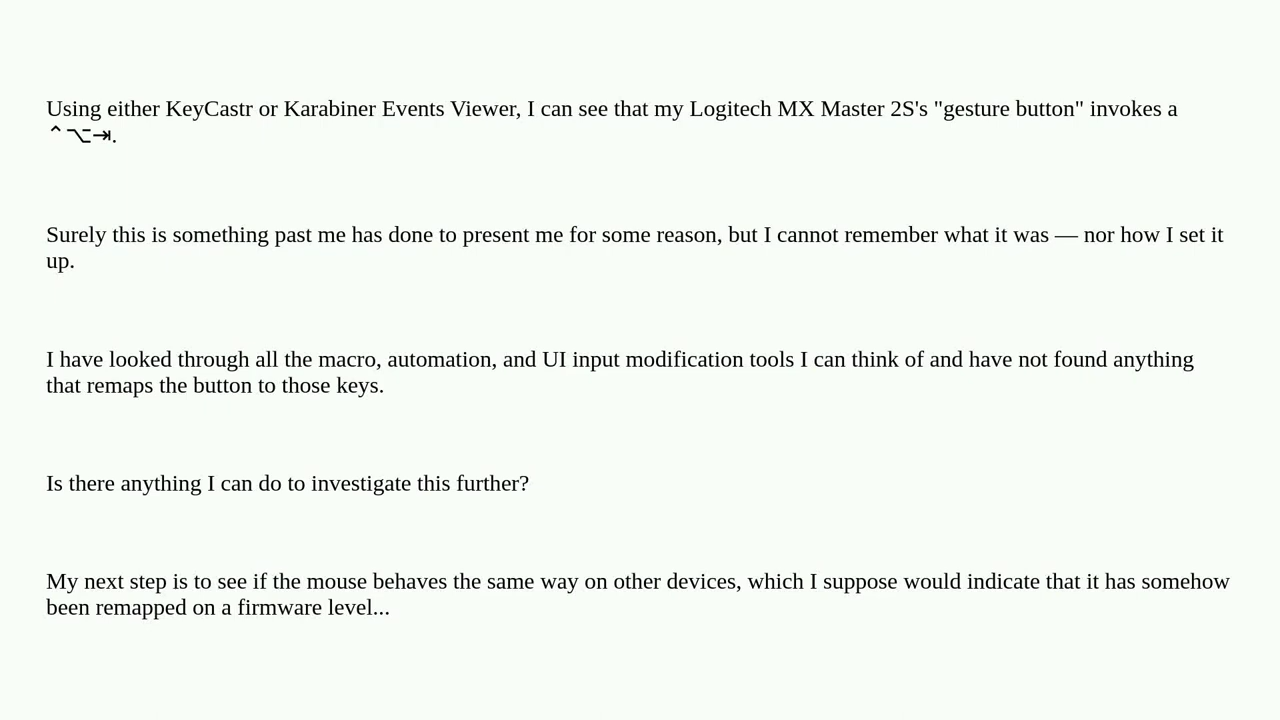 Using either KeyCastr or Karabiner Events Viewer, I can see that my Logitech MX Master 2S's "gesture button" invokes a
⌃⌥⇥.
Surely this is something past me has done to present me for some reason, but I cannot remember what it was — nor how I set it
up.
I have looked through all the macro, automation, and UI input modification tools I can think of and have not found anything
that remaps the button to those keys.
Is there anything I can do to investigate this further?
My next step is to see if the mouse behaves the same way on other devices, which I suppose would indicate that it has somehow
been remapped on a firmware level...